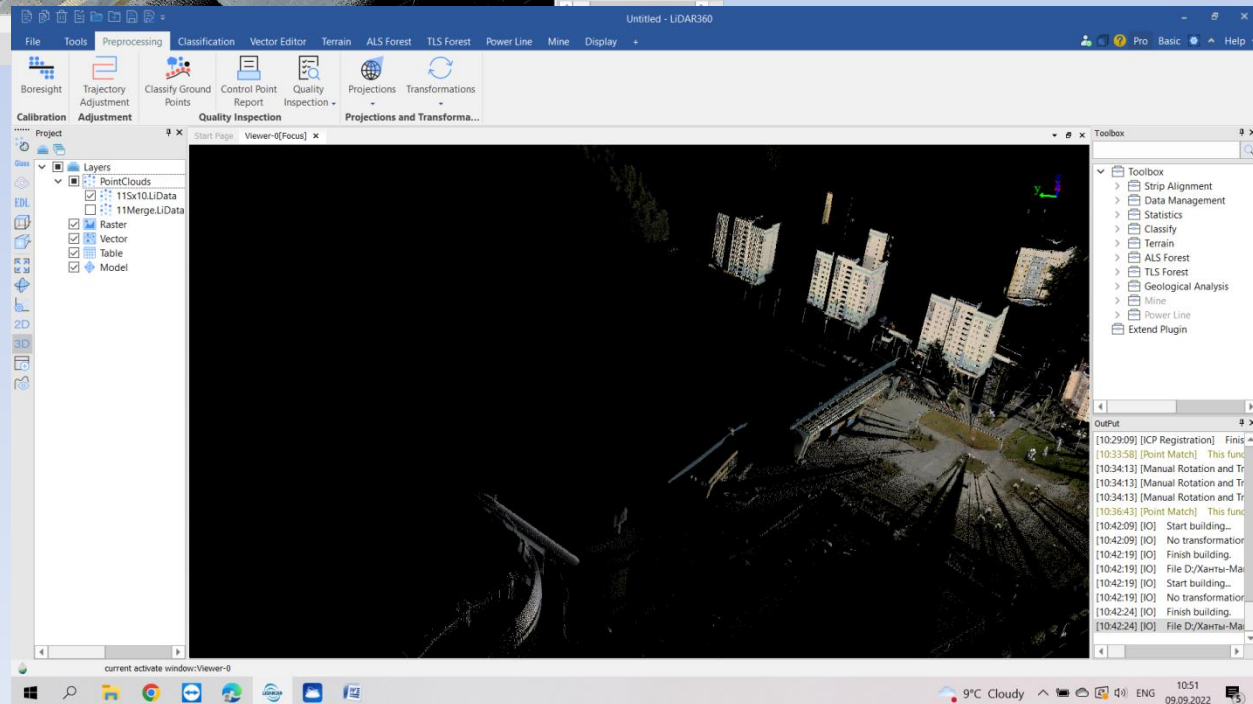 Untitled - LiDAR360
File Tools Preprocessing Classification Vector Editor Terrain ALS Forest TLS Forest Power Line Mine Display +
Pro Basic Help
Boresight
Trajectory Adjustment
Classify Ground Points
Control Point Report
Quality Inspection
Projections
Transformations
Calibration Adjustment Quality Inspection Projections and Transforma...
Project
Start Page Viewer-0[Focus]
Toolbox
Layers
PointClouds
11Sx10.LiData
11Merge.LiData
Raster
Vector
Table
Model
Glass
EDL
2D
3D
y
Toolbox
Strip Alignment
Data Management
Statistics
Classify
Terrain
ALS Forest
TLS Forest
Geological Analysis
Mine
Power Line
Extend Plugin
OutPut
[10:29:09] [ICP Registration] Finis
[10:33:58] [Point Match] This func
[10:34:13] [Manual Rotation and Tr
[10:34:13] [Manual Rotation and Tr
[10:34:13] [Manual Rotation and Tr
[10:36:43] [Point Match] This func
[10:42:09] [IO] Start building...
[10:42:09] [IO] No transformation
[10:42:19] [IO] Finish building.
[10:42:19] [IO] File D:/Ханты-Ма
[10:42:19] [IO] Start building...
[10:42:19] [IO] No transformation
[10:42:24] [IO] Finish building.
[10:42:24] [IO] File D:/Ханты-Ма
current activate window:Viewer-0
9°C Cloudy ENG 10:51
09.09.2022
5